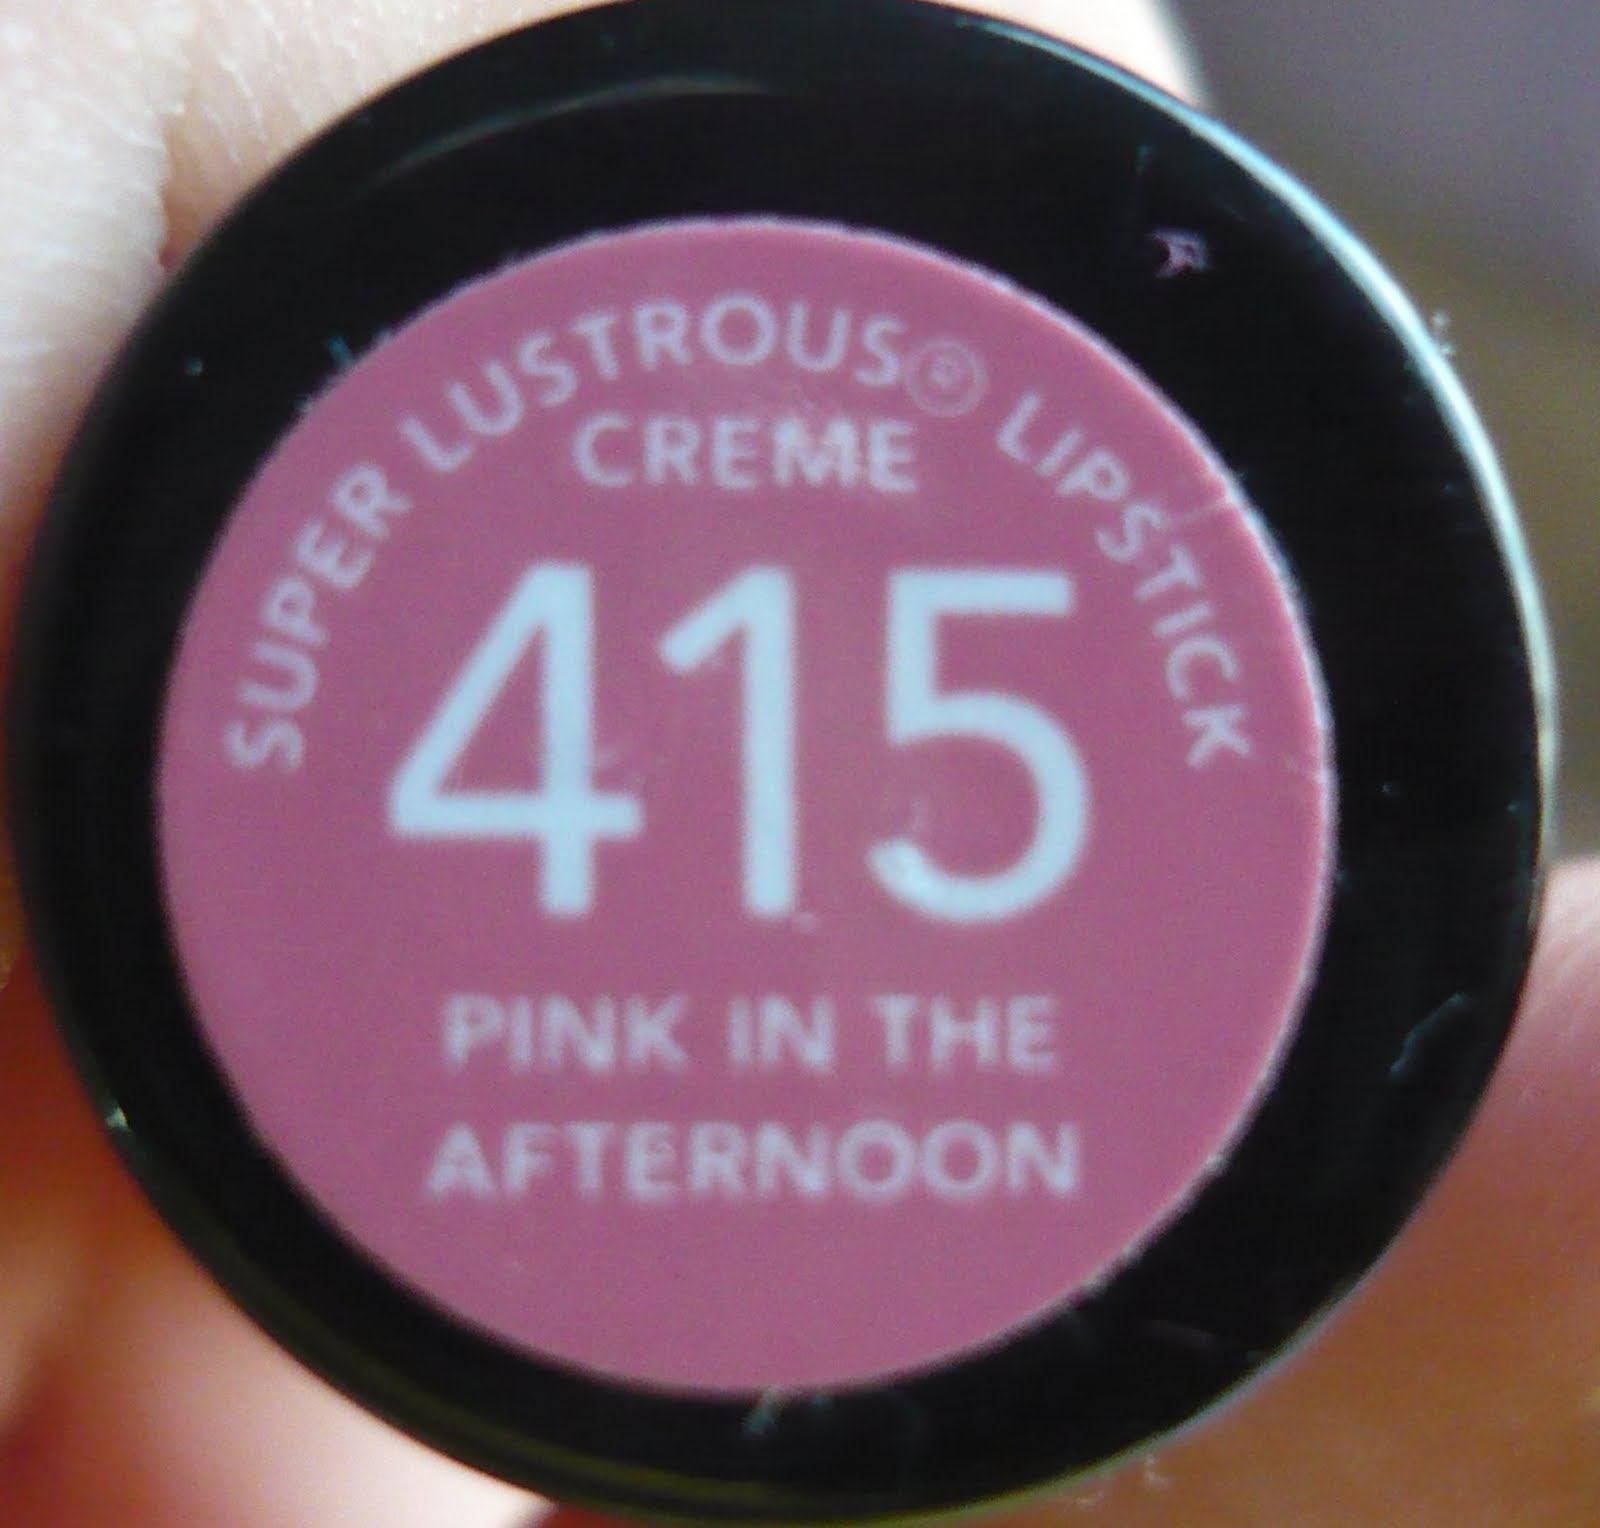 SUPER LUSTROUS® LIPSTICK
CREME
415
PINK IN THE
AFTERNOON